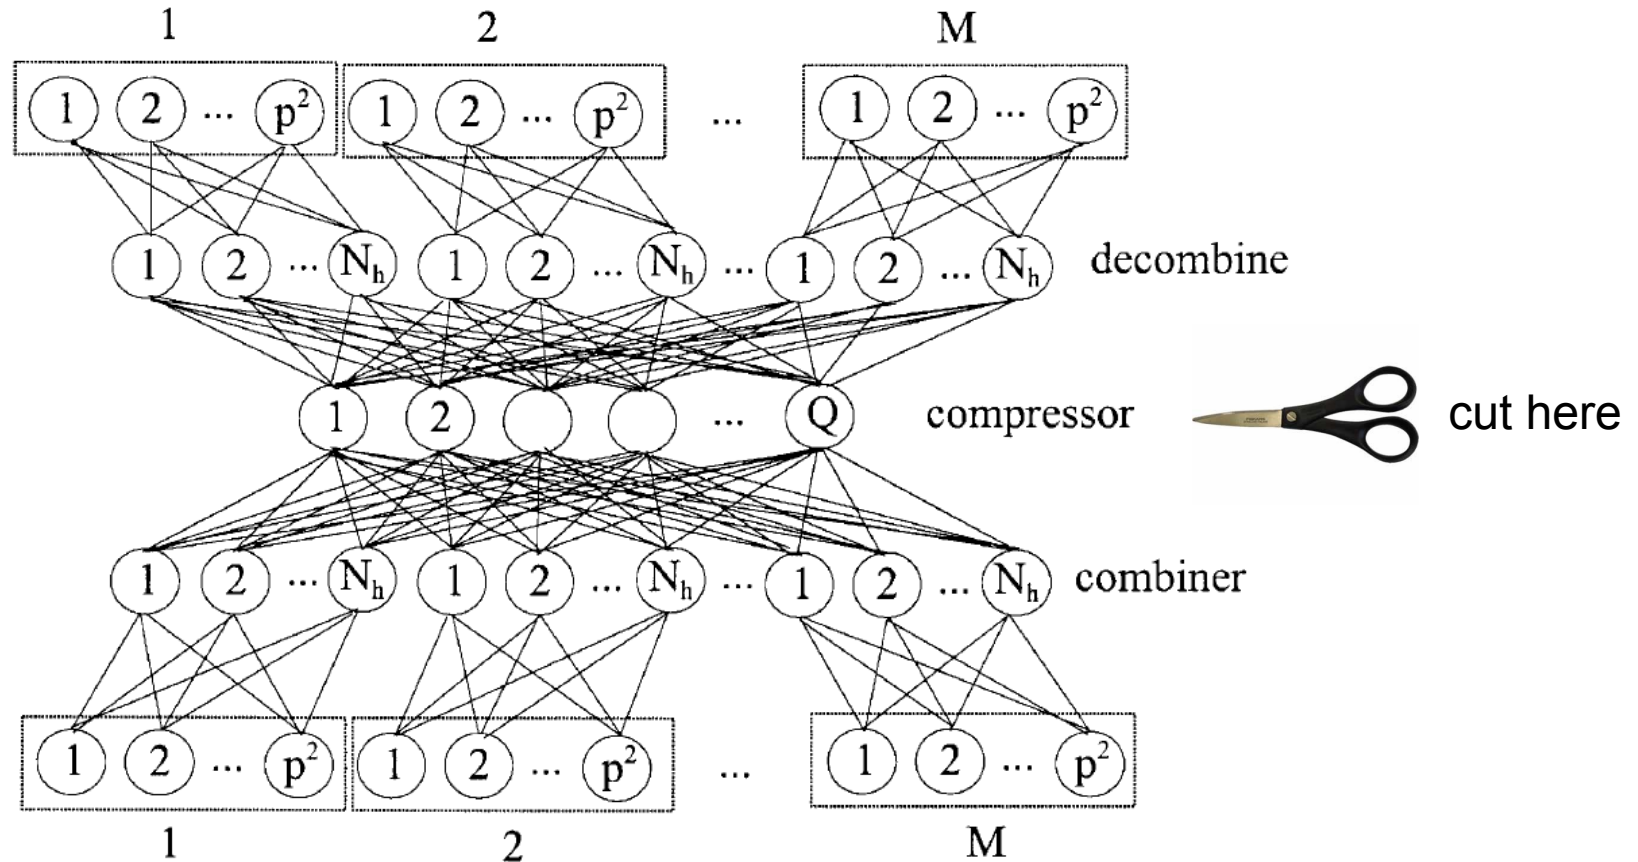 1 2 M
1 2 ... p² 1 2 ... p² ... 1 2 ... p²
1 2 ... Nₕ 1 2 ... Nₕ ... 1 2 ... Nₕ decombine
1 2 ... Q compressor cut here
1 2 ... Nₕ 1 2 ... Nₕ ... 1 2 ... Nₕ combiner
1 2 ... p² 1 2 ... p² ... 1 2 ... p²
1 2 M